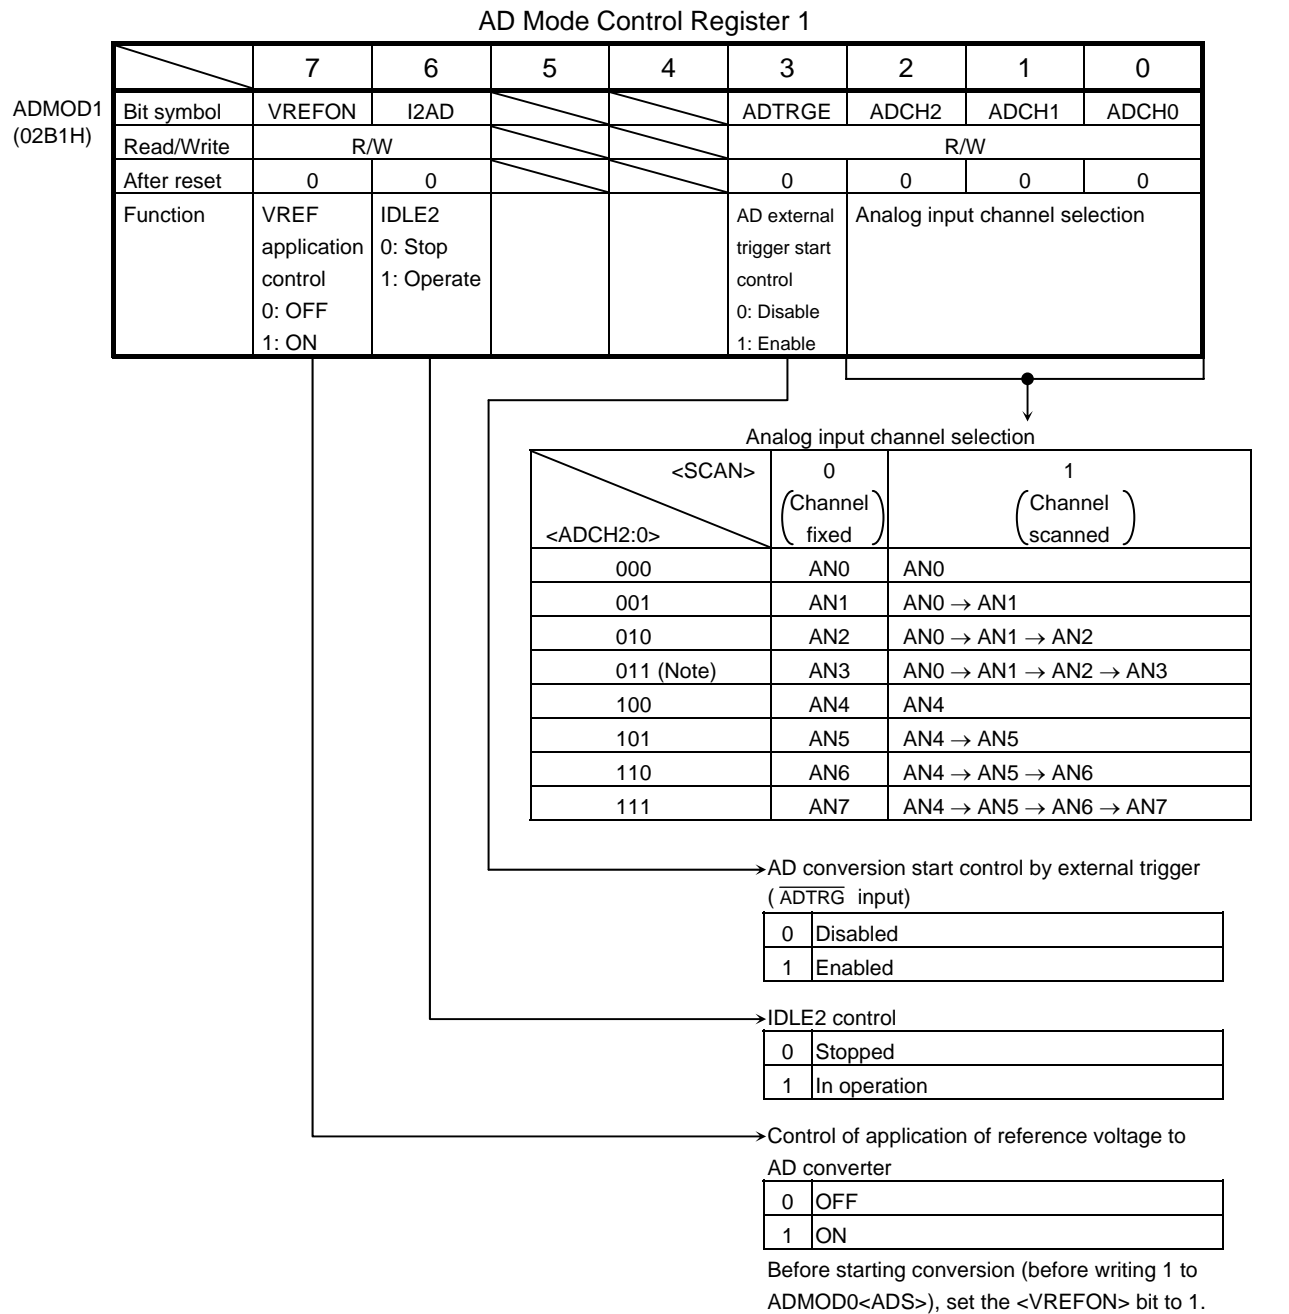 AD Mode Control Register 1
7 6 5 4 3 2 1 0
ADMOD1
(02B1H)
Bit symbol VREFON I2AD ADTRGE ADCH2 ADCH1 ADCH0
Read/Write R/W R/W
After reset 0 0 0 0 0 0
Function VREF IDLE2 AD external Analog input channel selection
application 0: Stop trigger start
control 1: Operate control
0: OFF 0: Disable
1: ON 1: Enable
Analog input channel selection
<SCAN> 0 1
(Channel (Channel
<ADCH2:0> fixed) scanned)
000 AN0 AN0
001 AN1 AN0 → AN1
010 AN2 AN0 → AN1 → AN2
011 (Note) AN3 AN0 → AN1 → AN2 → AN3
100 AN4 AN4
101 AN5 AN4 → AN5
110 AN6 AN4 → AN5 → AN6
111 AN7 AN4 → AN5 → AN6 → AN7
AD conversion start control by external trigger
( A̅D̅T̅R̅G̅ input)
0 Disabled
1 Enabled
IDLE2 control
0 Stopped
1 In operation
Control of application of reference voltage to
AD converter
0 OFF
1 ON
Before starting conversion (before writing 1 to
ADMOD0<ADS>), set the <VREFON> bit to 1.